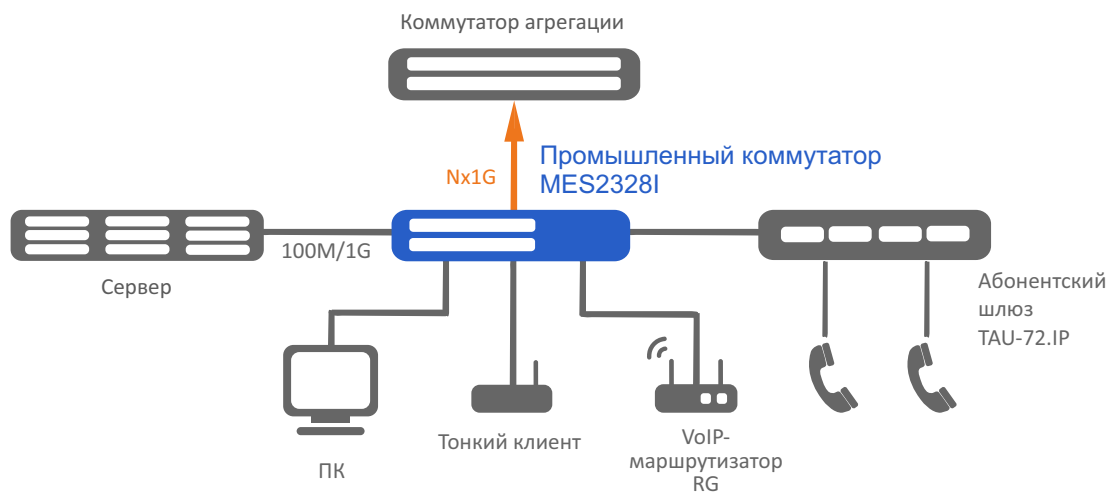 Коммутатор агрегации
Nx1G
Промышленный коммутатор
MES2328I
100M/1G
Сервер
Абонентский
шлюз
TAU-72.IP
ПК
Тонкий клиент
VoIP-
маршрутизатор
RG